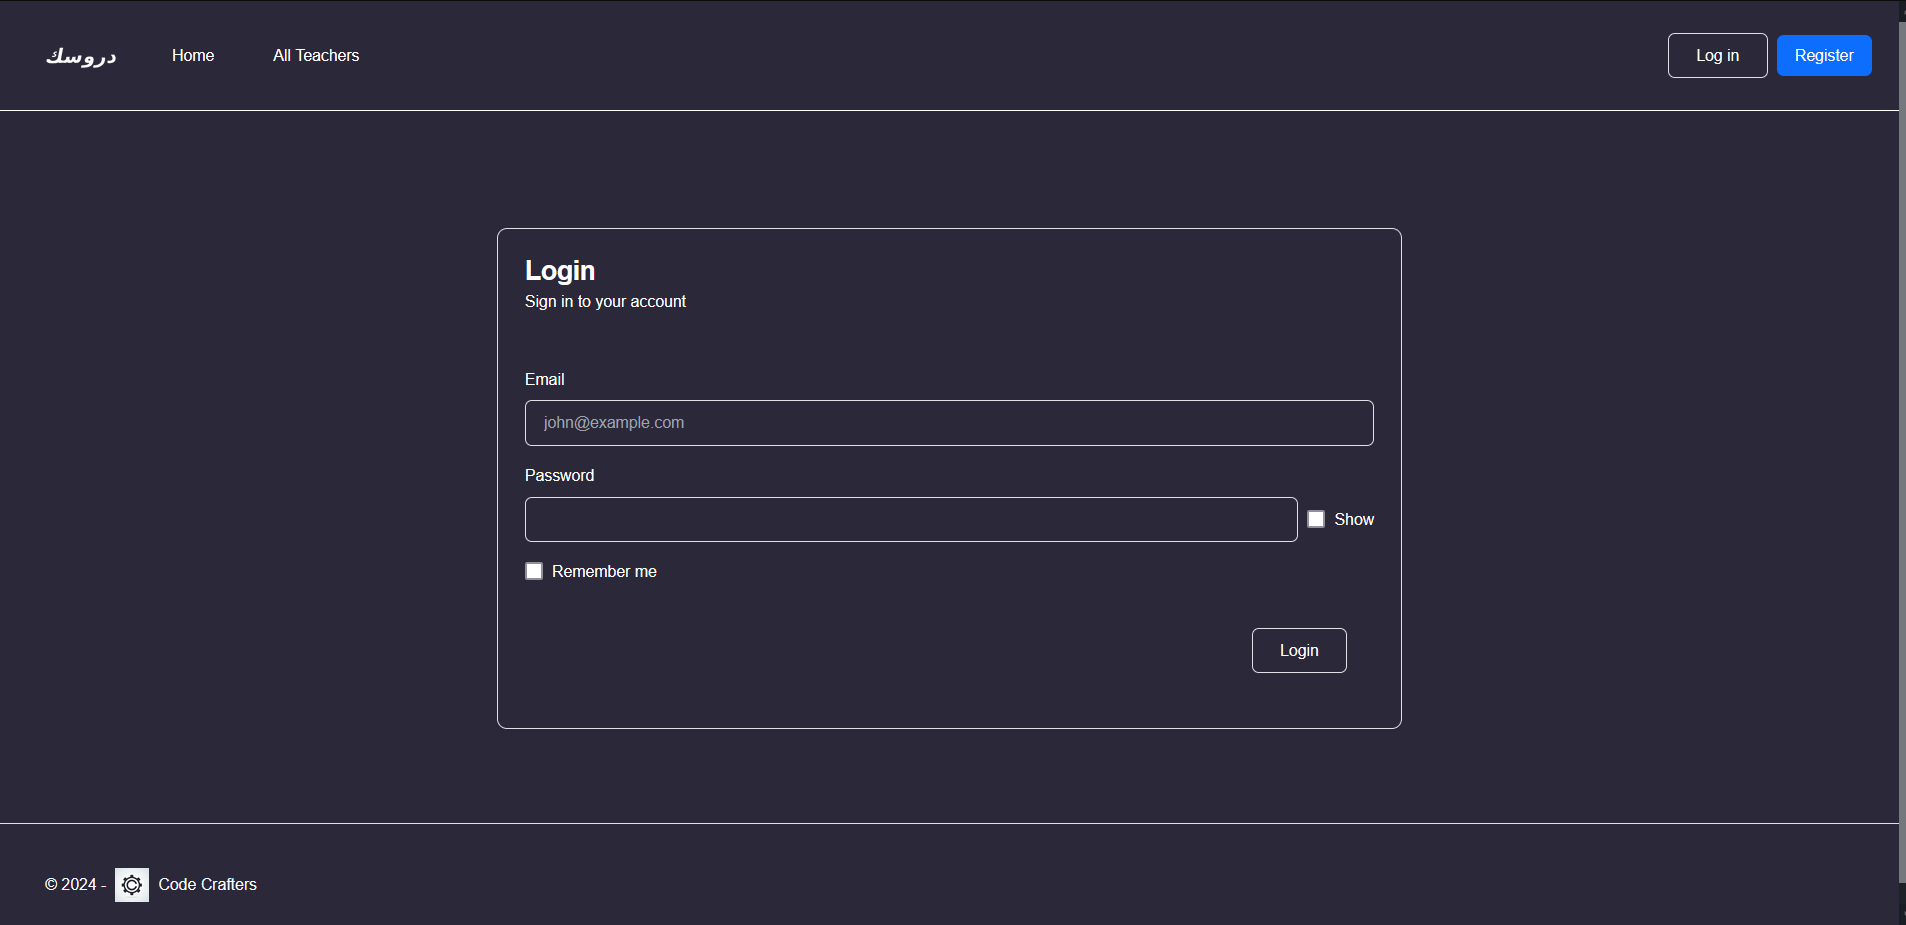 دروسك
Home
All Teachers
Log in
Register
Login
Sign in to your account
Email
john@example.com
Password
Show
Remember me
Login
© 2024 - Code Crafters